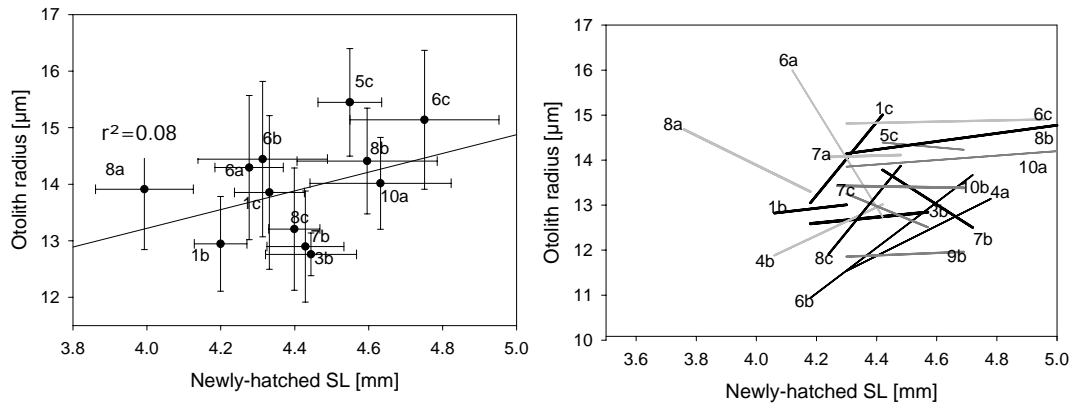 17
16
15
14
13
12
Otolith radius [µm]
r²=0.08
8a
1b
6a
6b
1c
8c
7b
3b
5c
8b
10a
6c
3.8 4.0 4.2 4.4 4.6 4.8 5.0
Newly-hatched SL [mm]
17
16
15
14
13
12
11
10
Otolith radius [µm]
6a
8a
1c
7a
5c
6c
8b
10a
7c
10b
4a
1b
3b
7b
4b
8c
9b
6b
3.6 3.8 4.0 4.2 4.4 4.6 4.8 5.0
Newly-hatched SL [mm]